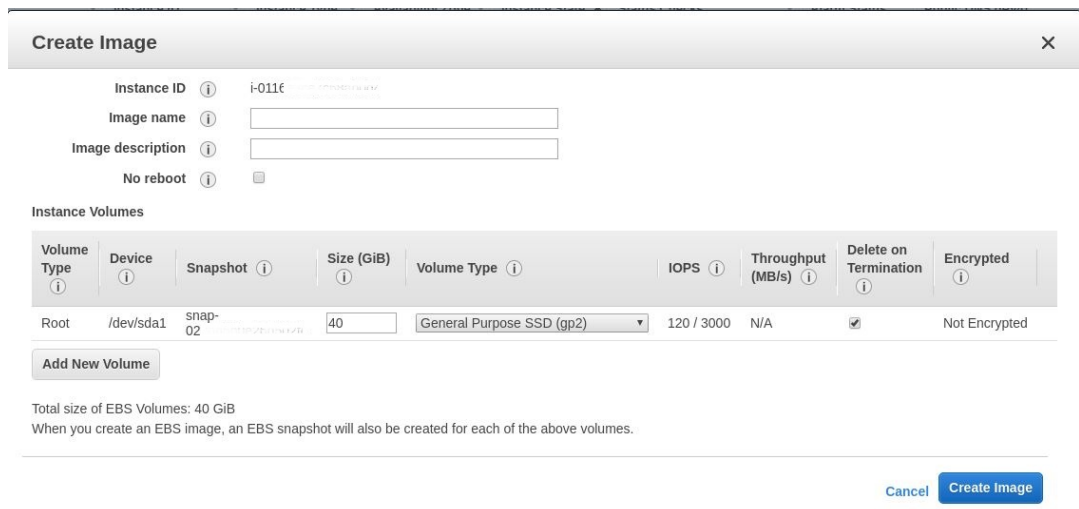 Create Image
Instance ID i-0116
Image name
Image description
No reboot
Instance Volumes
Volume Type Device Snapshot Size (GiB) Volume Type IOPS Throughput (MB/s) Delete on Termination Encrypted
Root /dev/sda1 snap-02 40 General Purpose SSD (gp2) 120 / 3000 N/A Not Encrypted
Add New Volume
Total size of EBS Volumes: 40 GiB
When you create an EBS image, an EBS snapshot will also be created for each of the above volumes.
Cancel Create Image